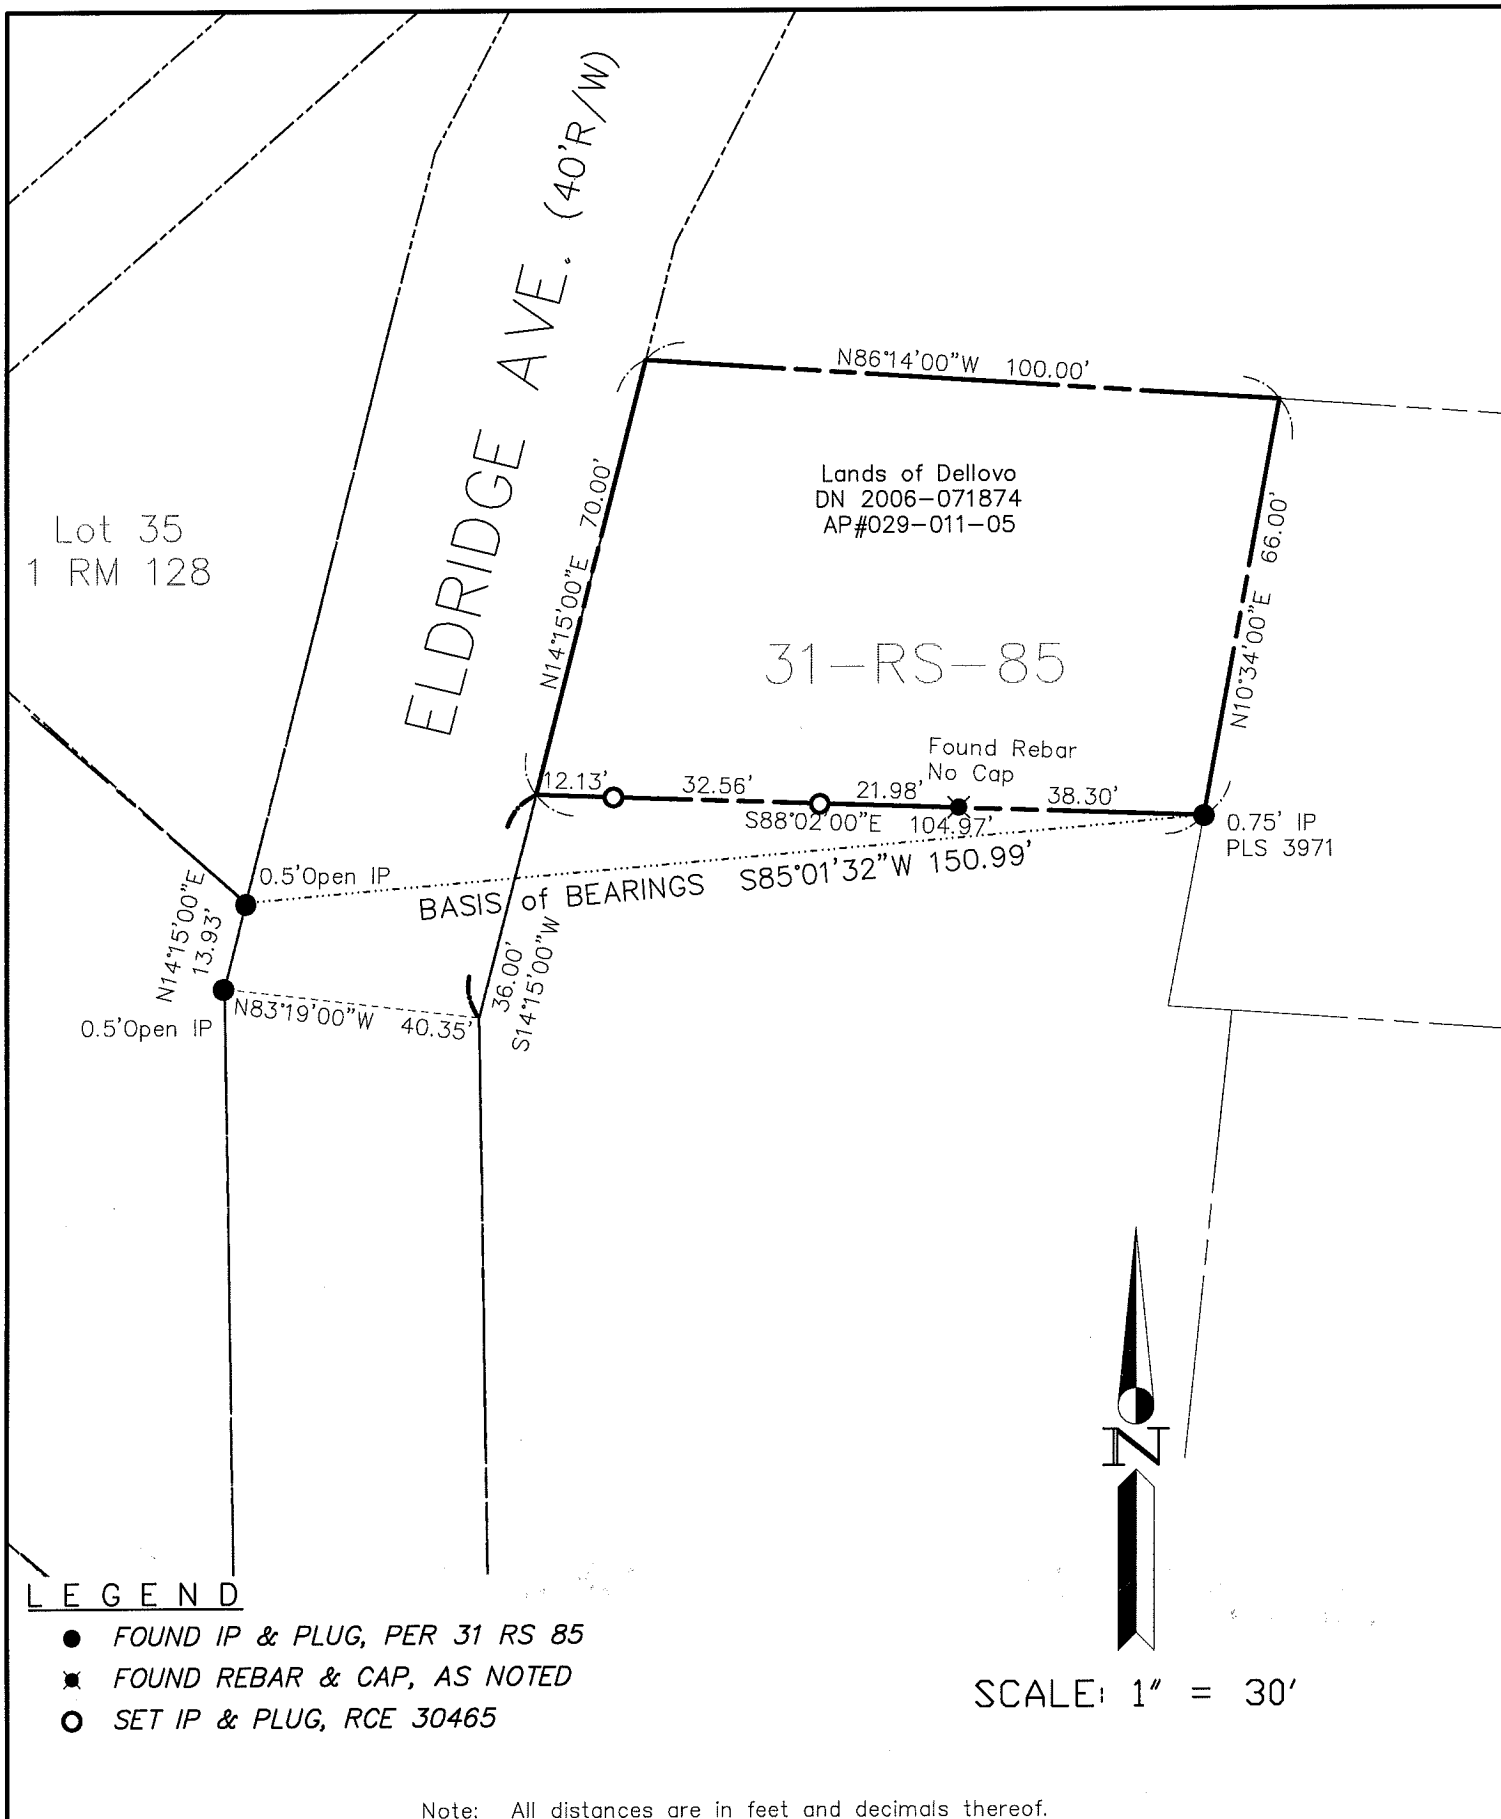 ELDRIDGE AVE. (40'R/W)
N86°14'00"W 100.00'
Lands of Dellovo
DN 2006-071874
AP#029-011-05
Lot 35
1 RM 128
N14°15'00"E 70.00'
N10°34'00"E 66.00'
31-RS-85
Found Rebar
No Cap
12.13'
32.56'
21.98'
38.30'
S88°02'00"E 104.97'
0.75' IP
PLS 3971
BASIS of BEARINGS S85°01'32"W 150.99'
0.5'Open IP
N14°15'00"E
13.93'
36.00'
S14°15'00"W
N83°19'00"W 40.35'
0.5'Open IP
N
LEGEND
FOUND IP & PLUG, PER 31 RS 85
FOUND REBAR & CAP, AS NOTED
SET IP & PLUG, RCE 30465
SCALE: 1" = 30'
Note: All distances are in feet and decimals thereof.